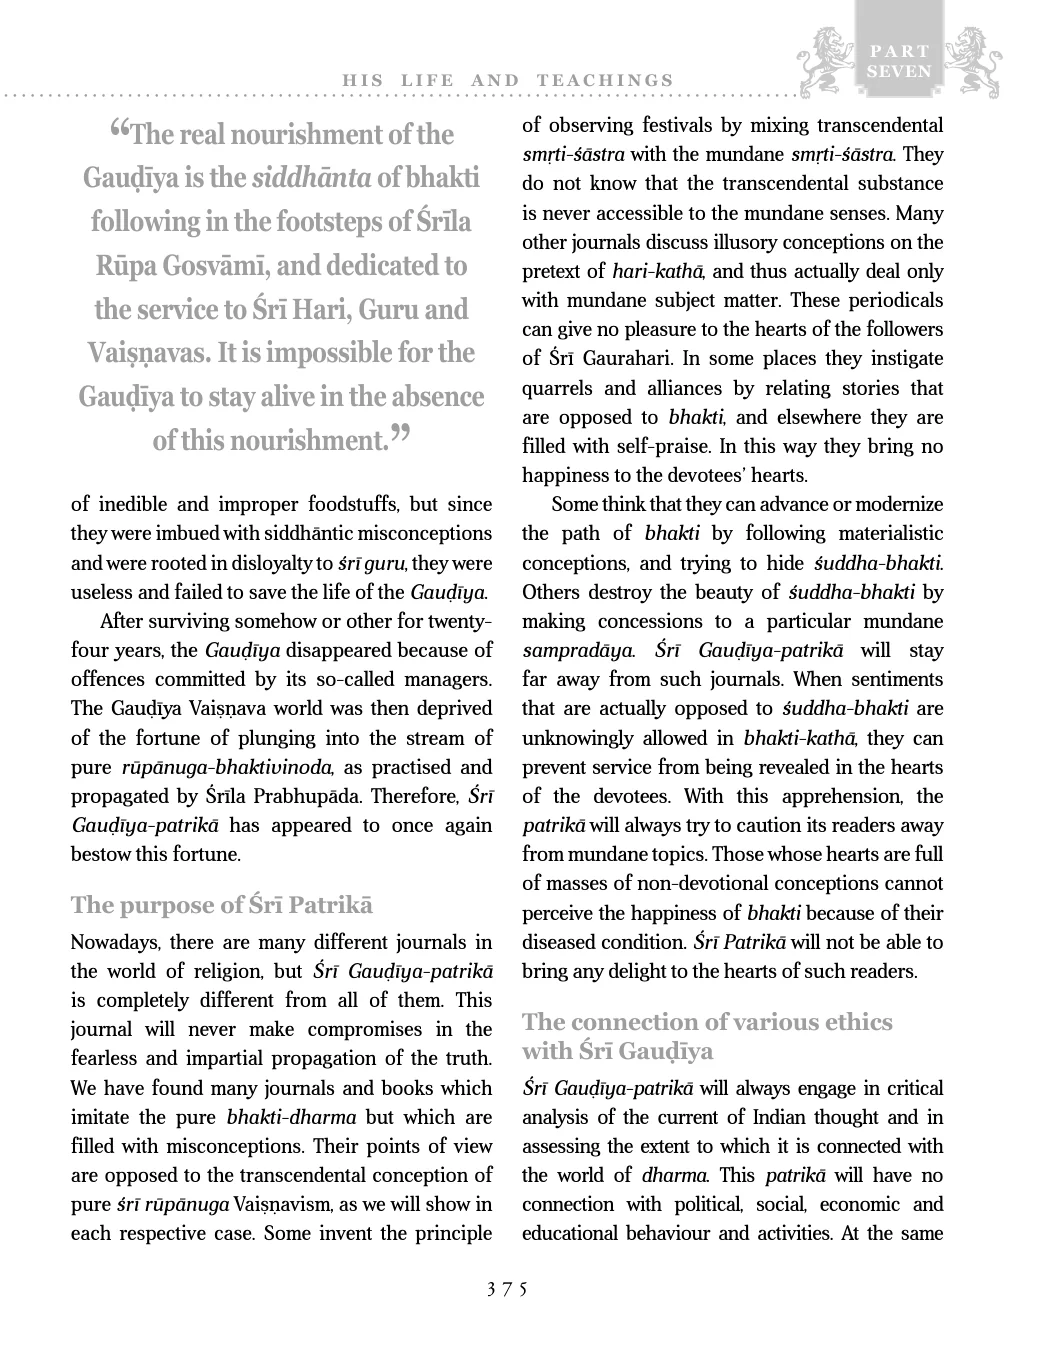 HIS LIFE AND TEACHINGS
PART
SEVEN
“The real nourishment of the
Gauḍīya is the siddhānta of bhakti
following in the footsteps of Śrīla
Rūpa Gosvāmī, and dedicated to
the service to Śrī Hari, Guru and
Vaiṣṇavas. It is impossible for the
Gauḍīya to stay alive in the absence
of this nourishment.”
of inedible and improper foodstuffs, but since
they were imbued with siddhāntic misconceptions
and were rooted in disloyalty to śrī guru, they were
useless and failed to save the life of the Gauḍīya.
After surviving somehow or other for twenty-
four years, the Gauḍīya disappeared because of
offences committed by its so-called managers.
The Gauḍīya Vaiṣṇava world was then deprived
of the fortune of plunging into the stream of
pure rūpānuga-bhaktivinoda, as practised and
propagated by Śrīla Prabhupāda. Therefore, Śrī
Gauḍīya-patrikā has appeared to once again
bestow this fortune.
The purpose of Śrī Patrikā
Nowadays, there are many different journals in
the world of religion, but Śrī Gauḍīya-patrikā
is completely different from all of them. This
journal will never make compromises in the
fearless and impartial propagation of the truth.
We have found many journals and books which
imitate the pure bhakti-dharma but which are
filled with misconceptions. Their points of view
are opposed to the transcendental conception of
pure śrī rūpānuga Vaiṣṇavism, as we will show in
each respective case. Some invent the principle
of observing festivals by mixing transcendental
smṛti-śāstra with the mundane smṛti-śāstra. They
do not know that the transcendental substance
is never accessible to the mundane senses. Many
other journals discuss illusory conceptions on the
pretext of hari-kathā, and thus actually deal only
with mundane subject matter. These periodicals
can give no pleasure to the hearts of the followers
of Śrī Gaurahari. In some places they instigate
quarrels and alliances by relating stories that
are opposed to bhakti, and elsewhere they are
filled with self-praise. In this way they bring no
happiness to the devotees’ hearts.
Some think that they can advance or modernize
the path of bhakti by following materialistic
conceptions, and trying to hide śuddha-bhakti.
Others destroy the beauty of śuddha-bhakti by
making concessions to a particular mundane
sampradāya. Śrī Gauḍīya-patrikā will stay
far away from such journals. When sentiments
that are actually opposed to śuddha-bhakti are
unknowingly allowed in bhakti-kathā, they can
prevent service from being revealed in the hearts
of the devotees. With this apprehension, the
patrikā will always try to caution its readers away
from mundane topics. Those whose hearts are full
of masses of non-devotional conceptions cannot
perceive the happiness of bhakti because of their
diseased condition. Śrī Patrikā will not be able to
bring any delight to the hearts of such readers.
The connection of various ethics
with Śrī Gauḍīya
Śrī Gauḍīya-patrikā will always engage in critical
analysis of the current of Indian thought and in
assessing the extent to which it is connected with
the world of dharma. This patrikā will have no
connection with political, social, economic and
educational behaviour and activities. At the same
375